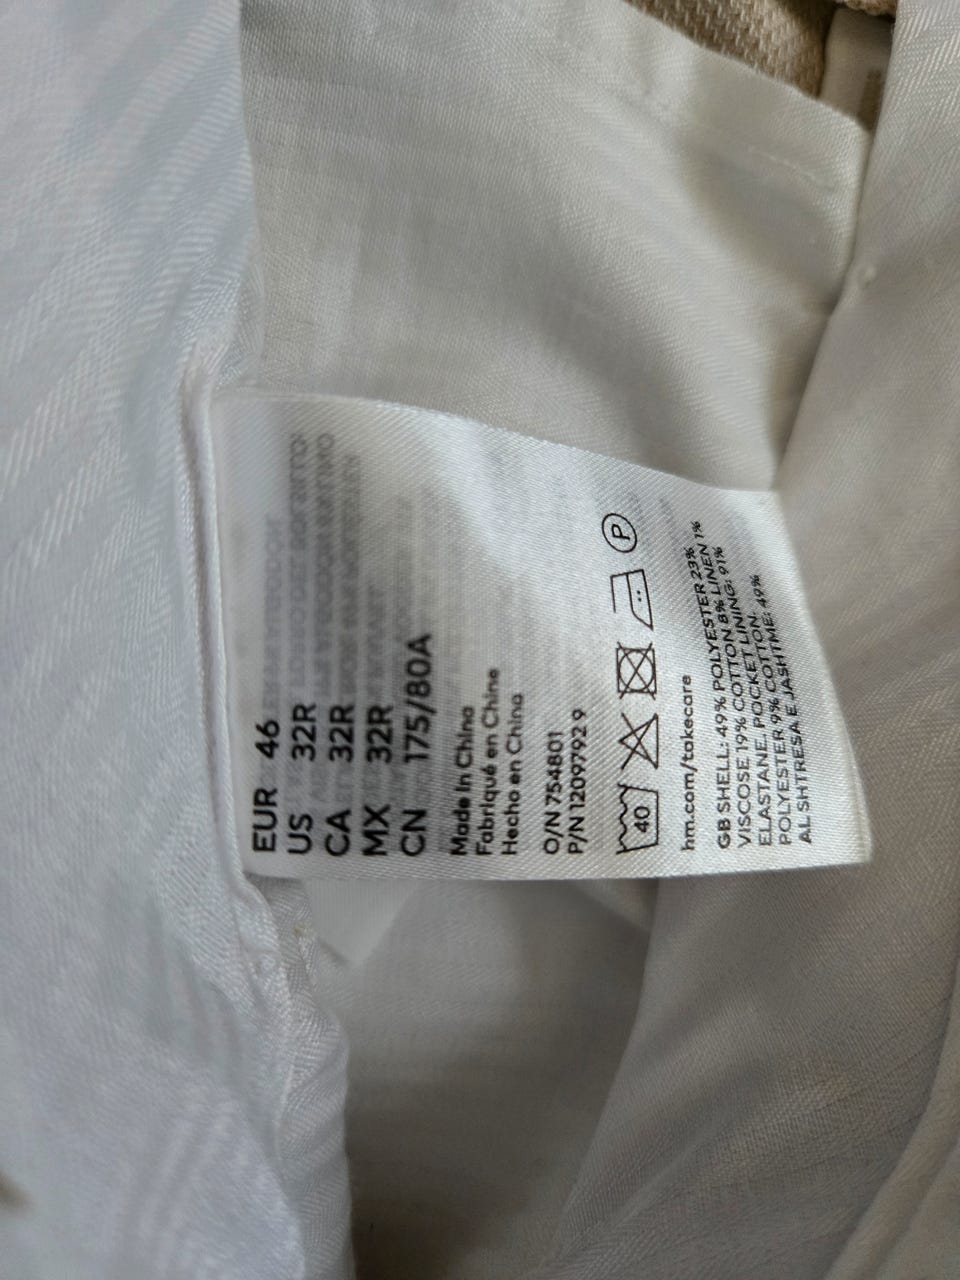 EUR 46
US 32R
CA 32R
MX 32R
CN 175/80A
Made in China
Fabriqué en Chine
Hecho en China
O/N 754801
P/N 1209792 9
40
P
hm.com/takecare
GB SHELL: 49% POLYESTER 23%
VISCOSE 19% COTTON 8% LINEN 1%
ELASTANE. POCKET LINING: 91%
POLYESTER 9% COTTON.
AL SHTRESA E JASHTME: 49%